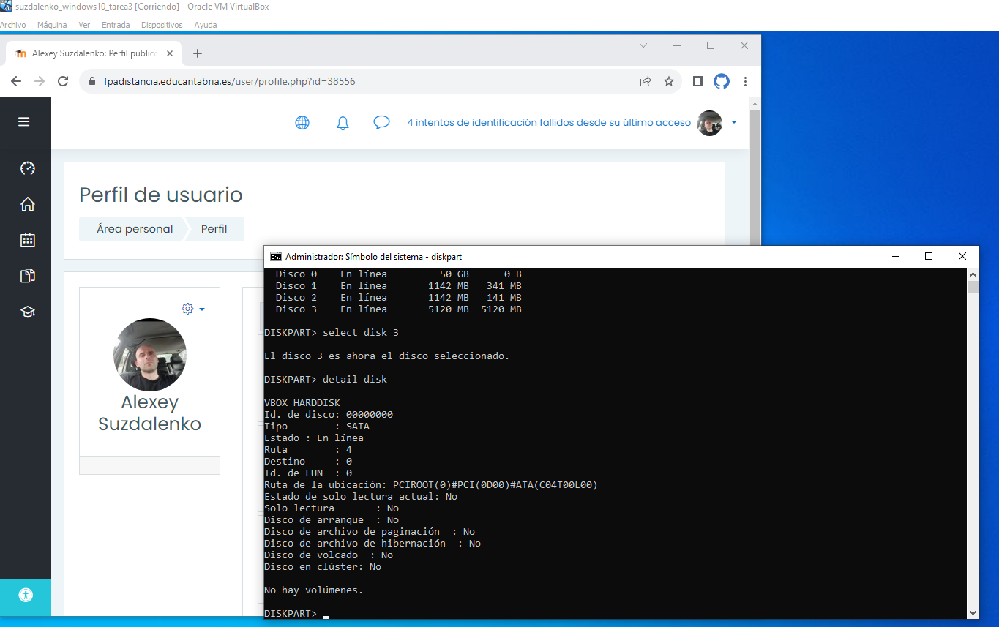 suzdalenko_windows10_tarea3 [Corriendo] - Oracle VM VirtualBox
Archivo Máquina Ver Entrada Dispositivos Ayuda
Alexey Suzdalenko: Perfil público
fpadistancia.educantabria.es/user/profile.php?id=38556
4 intentos de identificación fallidos desde su último acceso
Perfil de usuario
Área personal Perfil
Alexey
Suzdalenko
Administrador: Símbolo del sistema - diskpart
Disco 0 En línea 50 GB 0 B
Disco 1 En línea 1142 MB 341 MB
Disco 2 En línea 1142 MB 141 MB
Disco 3 En línea 5120 MB 5120 MB
DISKPART> select disk 3
El disco 3 es ahora el disco seleccionado.
DISKPART> detail disk
VBOX HARDDISK
Id. de disco: 00000000
Tipo : SATA
Estado : En línea
Ruta : 4
Destino : 0
Id. de LUN : 0
Ruta de la ubicación: PCIROOT(0)#PCI(0D00)#ATA(C04T00L00)
Estado de solo lectura actual: No
Solo lectura : No
Disco de arranque : No
Disco de archivo de paginación : No
Disco de archivo de hibernación : No
Disco de volcado : No
Disco en clúster: No
No hay volúmenes.
DISKPART>